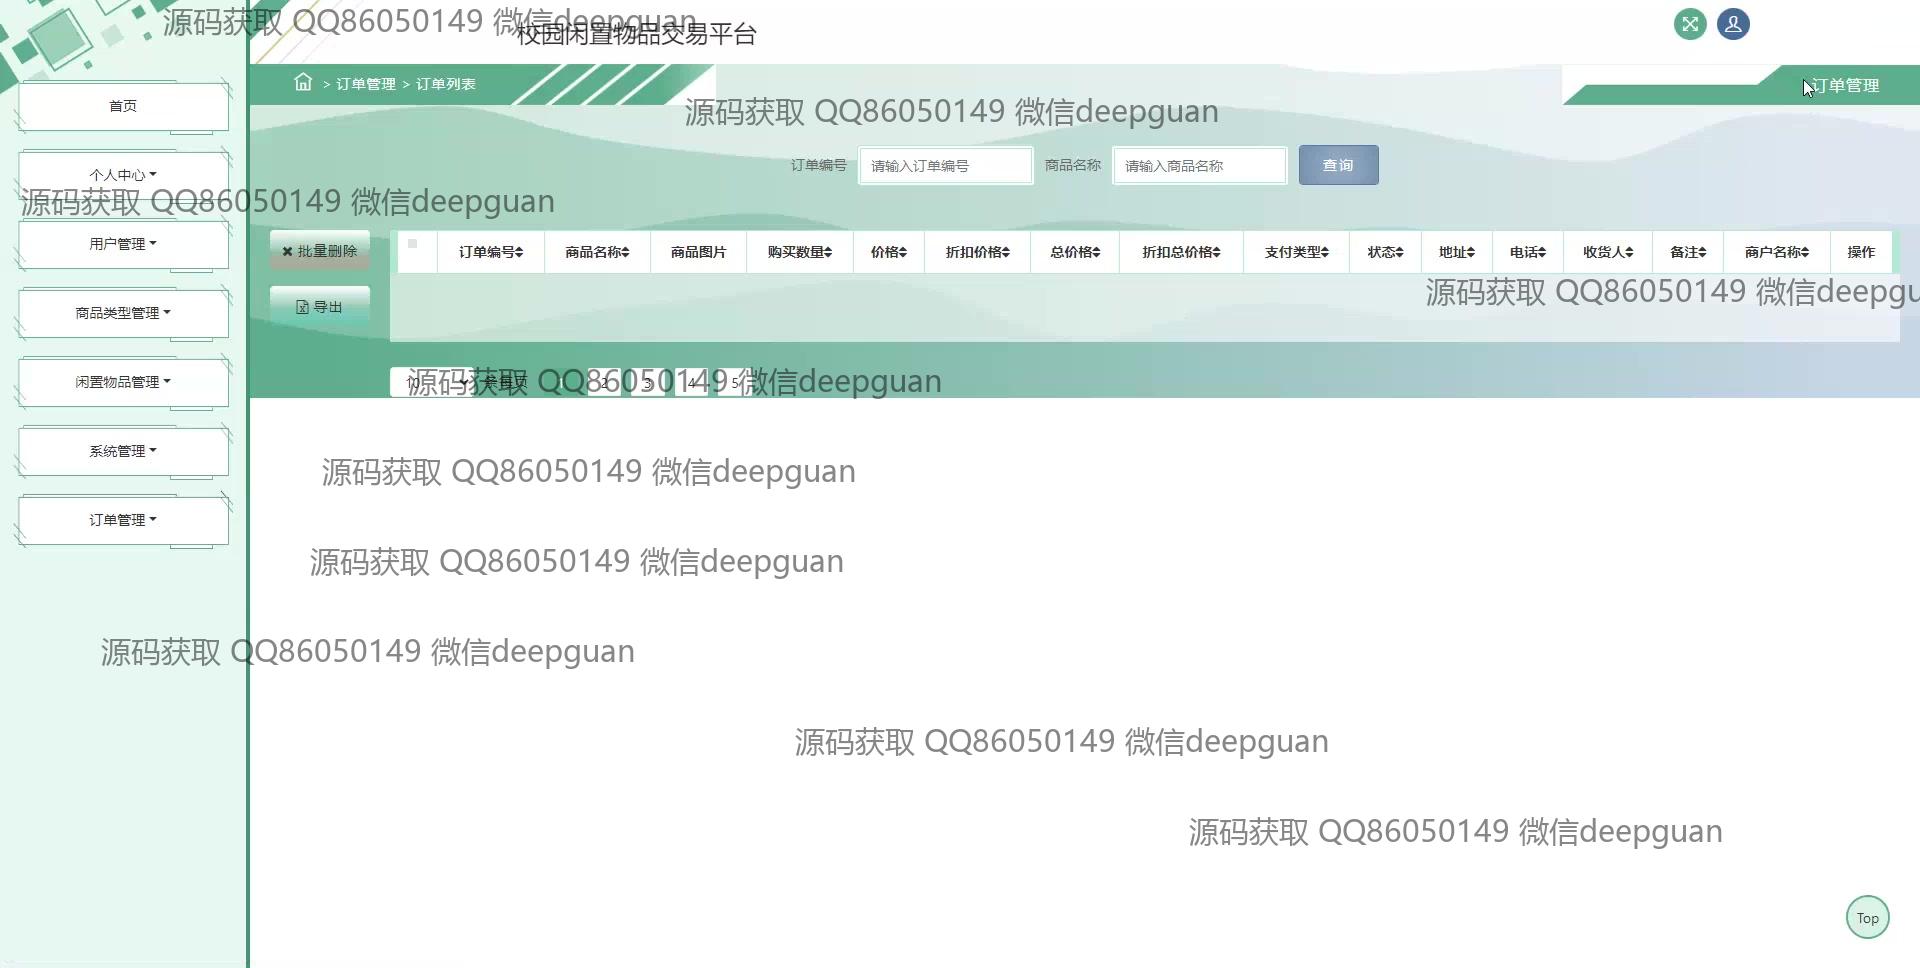 源码获取 QQ86050149 微信deepguan
校园闲置物品交易平台
> 订单管理 > 订单列表
订单管理
首页
源码获取 QQ86050149 微信deepguan
订单编号 请输入订单编号 商品名称 请输入商品名称 查询
个人中心
源码获取 QQ86050149 微信deepguan
用户管理
批量删除 订单编号 商品名称 商品图片 购买数量 价格 折扣价格 总价格 折扣总价格 支付类型 状态 地址 电话 收货人 备注 商户名称 操作
源码获取 QQ86050149 微信deepgu
导出
商品类型管理
闲置物品管理
10 条每页 1 2 3 4 5
源码获取 QQ86050149 微信deepguan
系统管理
源码获取 QQ86050149 微信deepguan
订单管理
源码获取 QQ86050149 微信deepguan
源码获取 QQ86050149 微信deepguan
源码获取 QQ86050149 微信deepguan
源码获取 QQ86050149 微信deepguan
Top